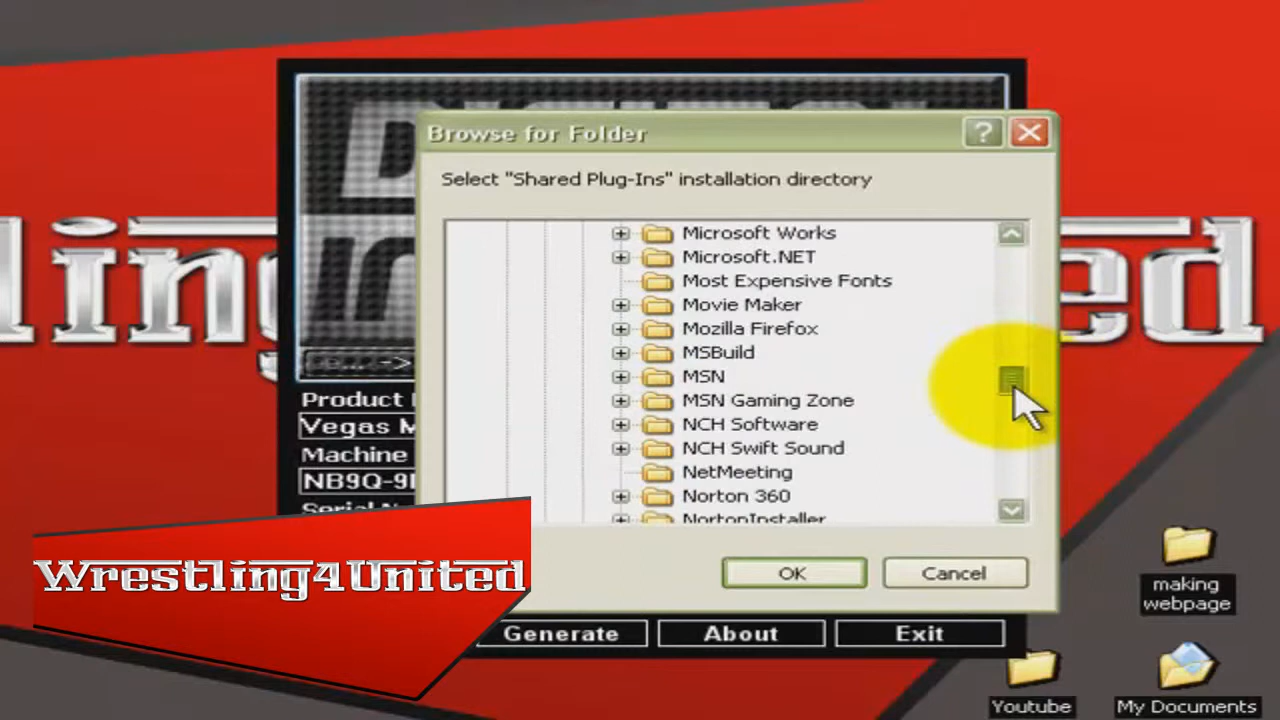 Browse for Folder
Select "Shared Plug-Ins" installation directory
Microsoft Works
Microsoft.NET
Most Expensive Fonts
Movie Maker
Mozilla Firefox
MSBuild
MSN
MSN Gaming Zone
NCH Software
NCH Swift Sound
NetMeeting
Norton 360
NortonInstaller
OK
Cancel
Product
Vegas M
Machine
NB9Q-9
Generate
About
Exit
Wrestling4United
making
webpage
Youtube
My Documents